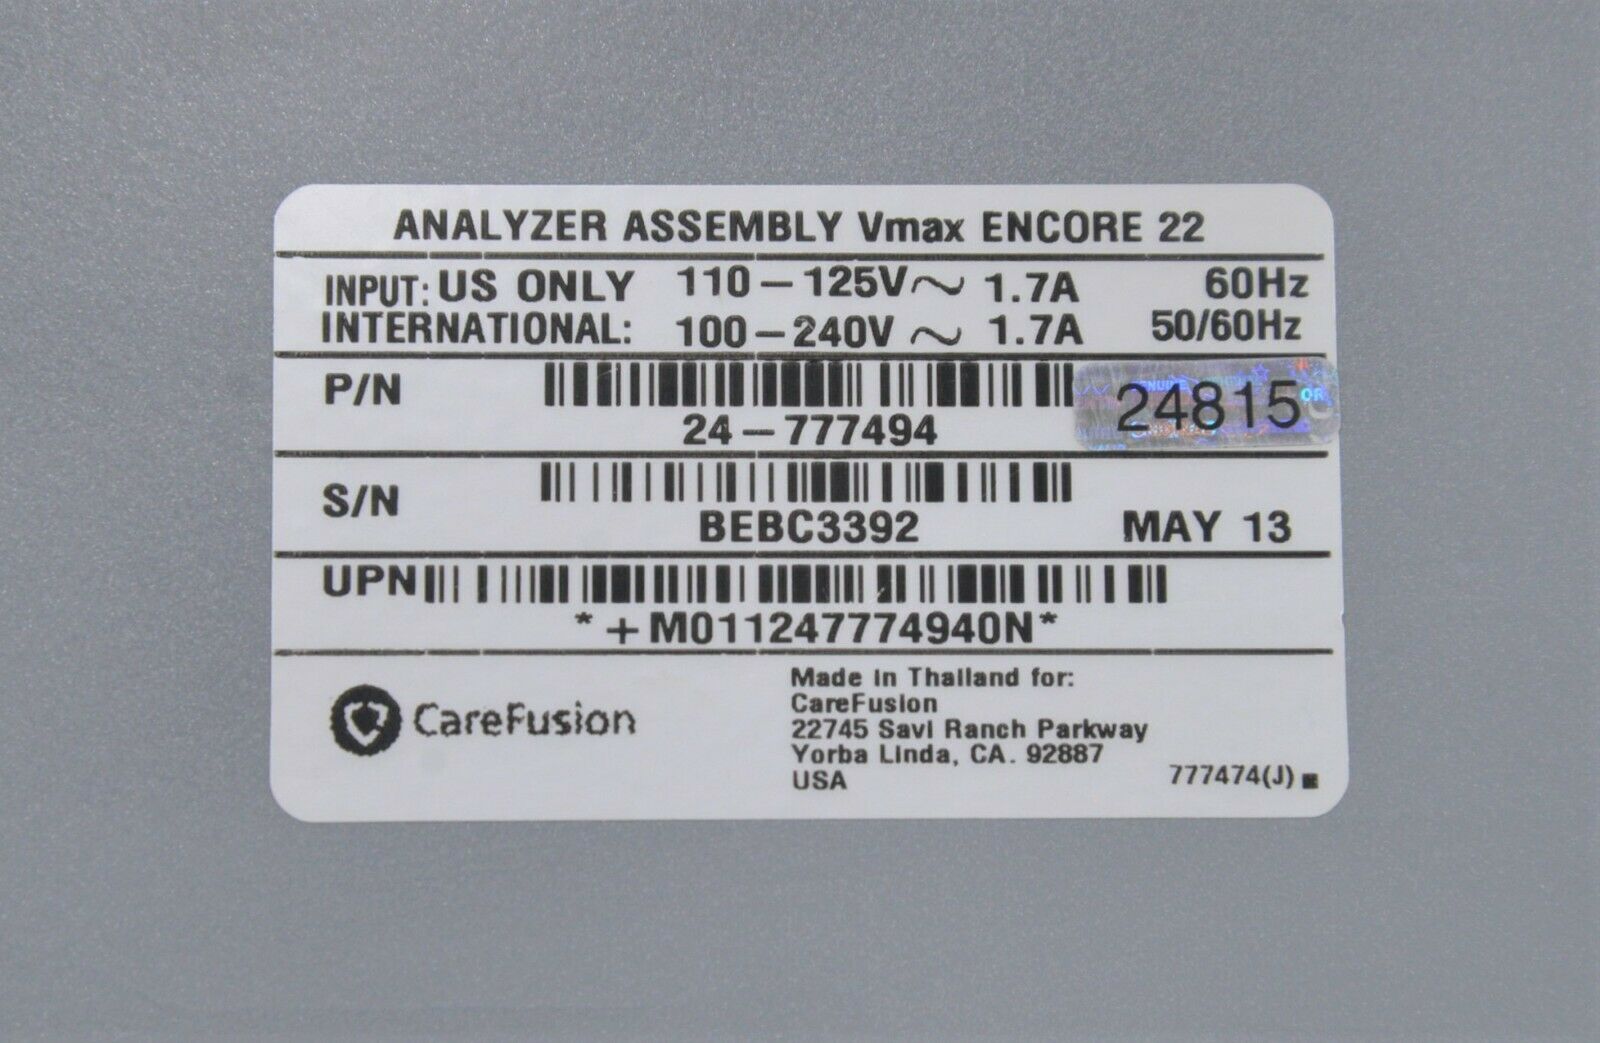 ANALYZER ASSEMBLY Vmax ENCORE 22
INPUT: US ONLY 110-125V~ 1.7A 60Hz
INTERNATIONAL: 100-240V ~ 1.7A 50/60Hz
P/N
24-777494
24815
S/N
BEBC3392 MAY 13
UPN
*+M011247774940N*
CareFusion
Made in Thailand for:
CareFusion
22745 Savi Ranch Parkway
Yorba Linda, CA. 92887
USA
777474(J)